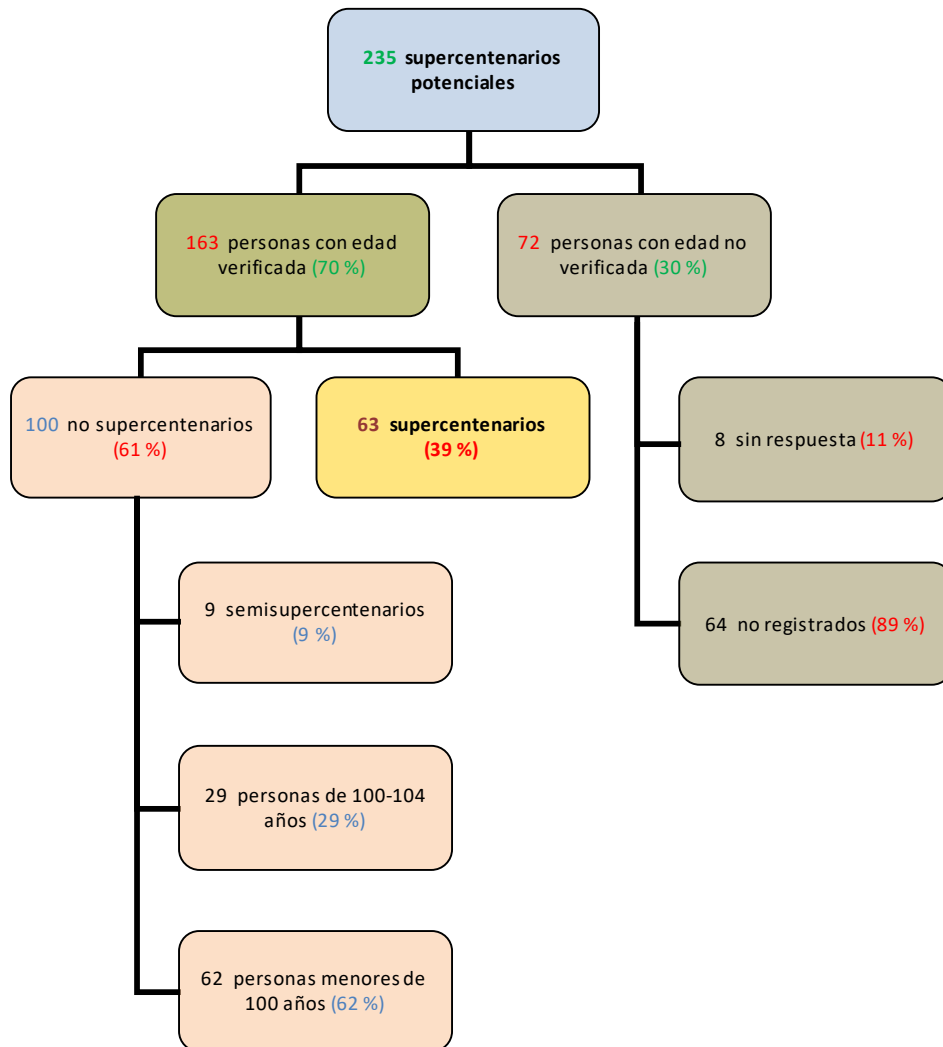 235 supercentenarios
potenciales
163 personas con edad
verificada (70 %)
72 personas con edad no
verificada (30 %)
100 no supercentenarios
(61 %)
63 supercentenarios
(39 %)
8 sin respuesta (11 %)
9 semisupercentenarios
(9 %)
64 no registrados (89 %)
29 personas de 100-104
años (29 %)
62 personas menores de
100 años (62 %)